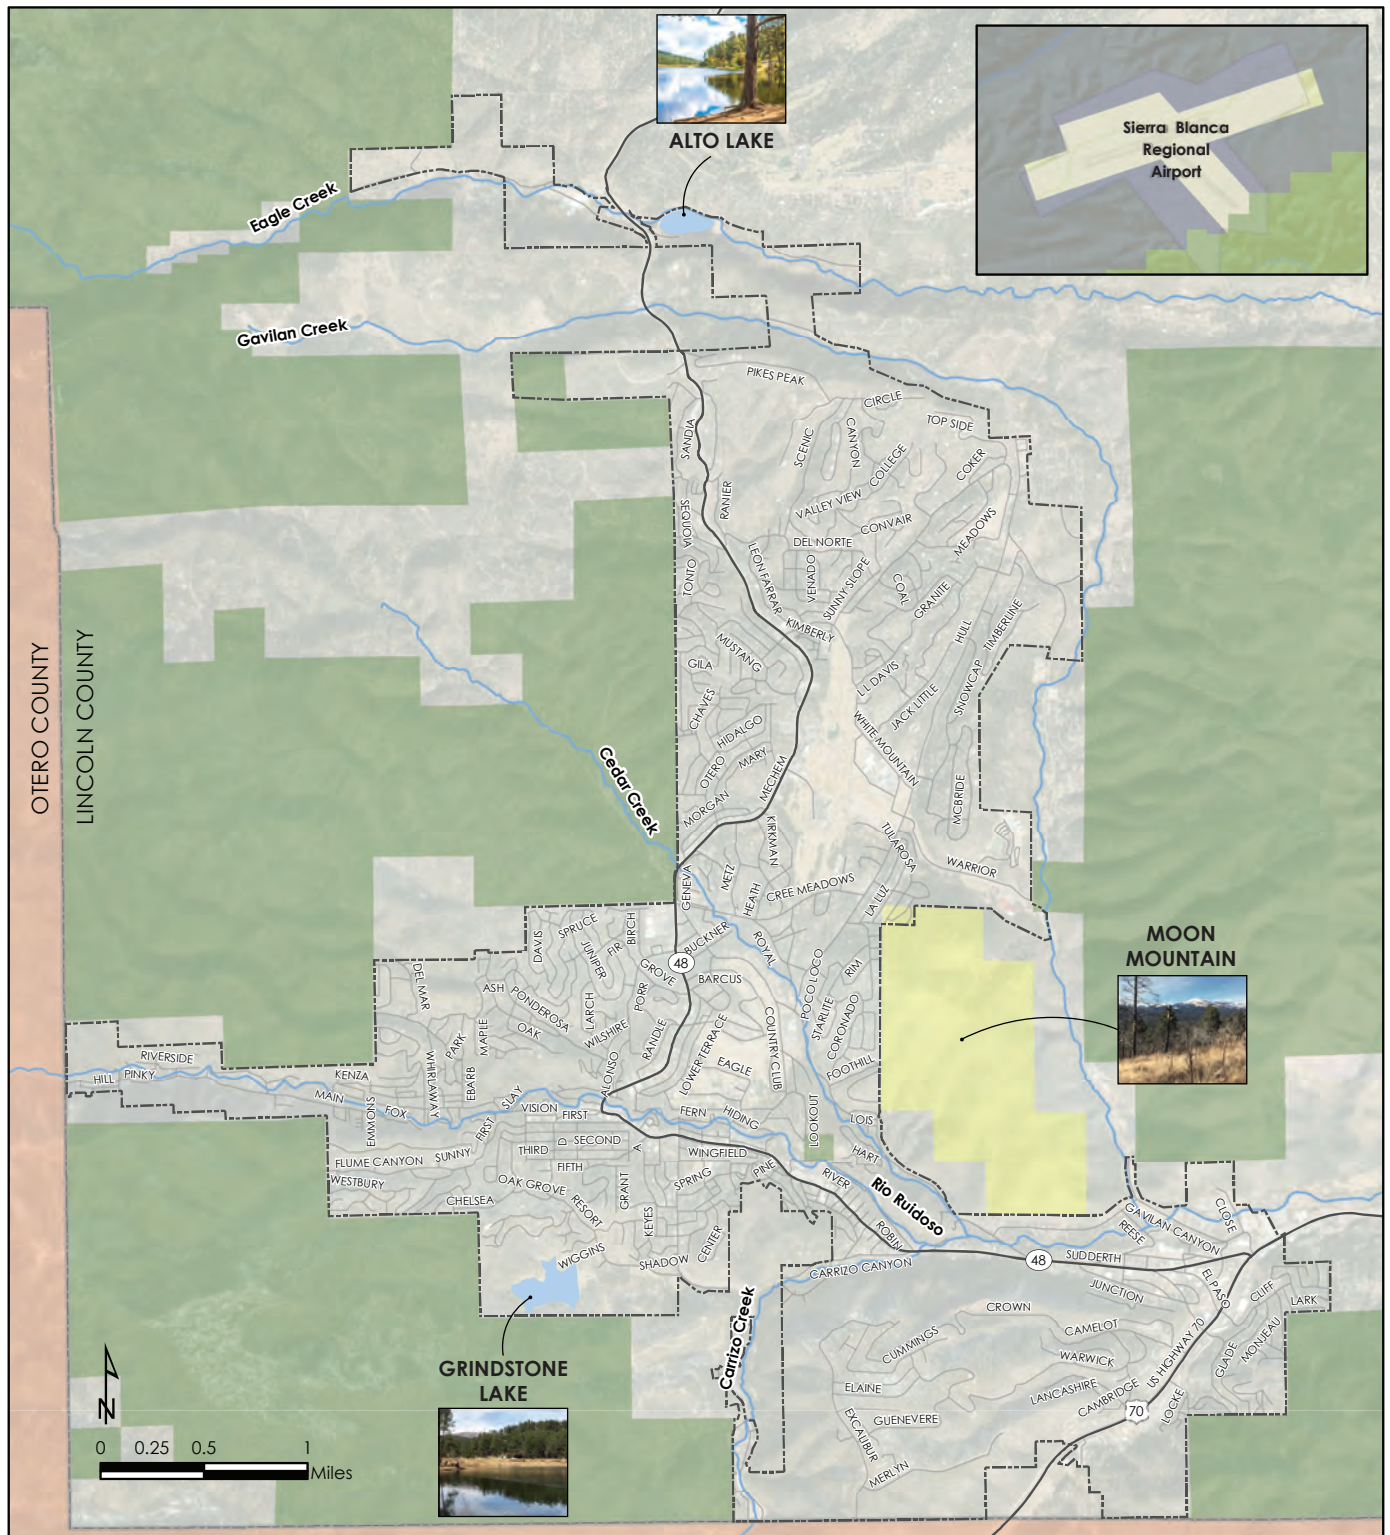 ALTO LAKE
Sierra Blanca
Regional
Airport
Eagle Creek
Gavilan Creek
PIKES PEAK
CIRCLE
TOP SIDE
SANDIA
SCENIC
CANYON
COLLEGE
COKER
RANIER
VALLEY VIEW
CONVAIR
MEADOWS
SEQUOIA
DEL NORTE
LEON FARRAR
VENADO
SUNNY SLOPE
TONTO
COAL
GRANITE
HULL
TIMBERLINE
KIMBERLY
MUSTANG
GILA
L L DAVIS
JACK LITTLE
SNOWCAP
CHAVES
HIDALGO
WHITE MOUNTAIN
OTERO
MARY
MECHEM
MCBRIDE
MORGAN
KIRKMAN
TULAROSA
WARRIOR
OTERO COUNTY
LINCOLN COUNTY
Cedar Creek
GENEVA
METZ
HEATH
CREE MEADOWS
LA LUZ
MOON
MOUNTAIN
DAVIS
SPRUCE
JUNIPER
FIR
BIRCH
BUCKNER
ROYAL
48
GROVE
BARCUS
POCO LOCO
RIM
DEL MAR
ASH
PONDEROSA
LARCH
PORR
STARLITE
CORONADO
OAK
WILSHIRE
RANDLE
LOWER TERRACE
COUNTRY CLUB
PARK
MAPLE
RIVERSIDE
HILL
PINKY
KENZA
WHIRLAWAY
EBARB
ALONSO
EAGLE
FOOTHILL
MAIN
FOX
EMMONS
SLAY
VISION
FIRST
FIRST
FERN
HIDING
LOOKOUT
LOIS
SUNNY
THIRD
D
SECOND
A
WINGFIELD
HART
FLUME CANYON
FIFTH
WESTBURY
OAK GROVE
GRANT
SPRING
PINE
RIVER
Rio Ruidoso
CHELSEA
RESORT
KEYES
CENTER
ROBIN
GAVILAN CANYON
CLOSE
REESE
WIGGINS
SHADOW
CARRIZO CANYON
48
SUDDERTH
JUNCTION
EL PASO
CLIFF
LARK
CROWN
CAMELOT
CUMMINGS
WARWICK
US HIGHWAY 70
GLADE
MONJEAU
Carrizo Creek
GRINDSTONE
LAKE
ELAINE
LANCASHIRE
CAMBRIDGE
LOCKE
70
GUENEVERE
EXCALIBUR
MERLYN
N
0 0.25 0.5 1
Miles